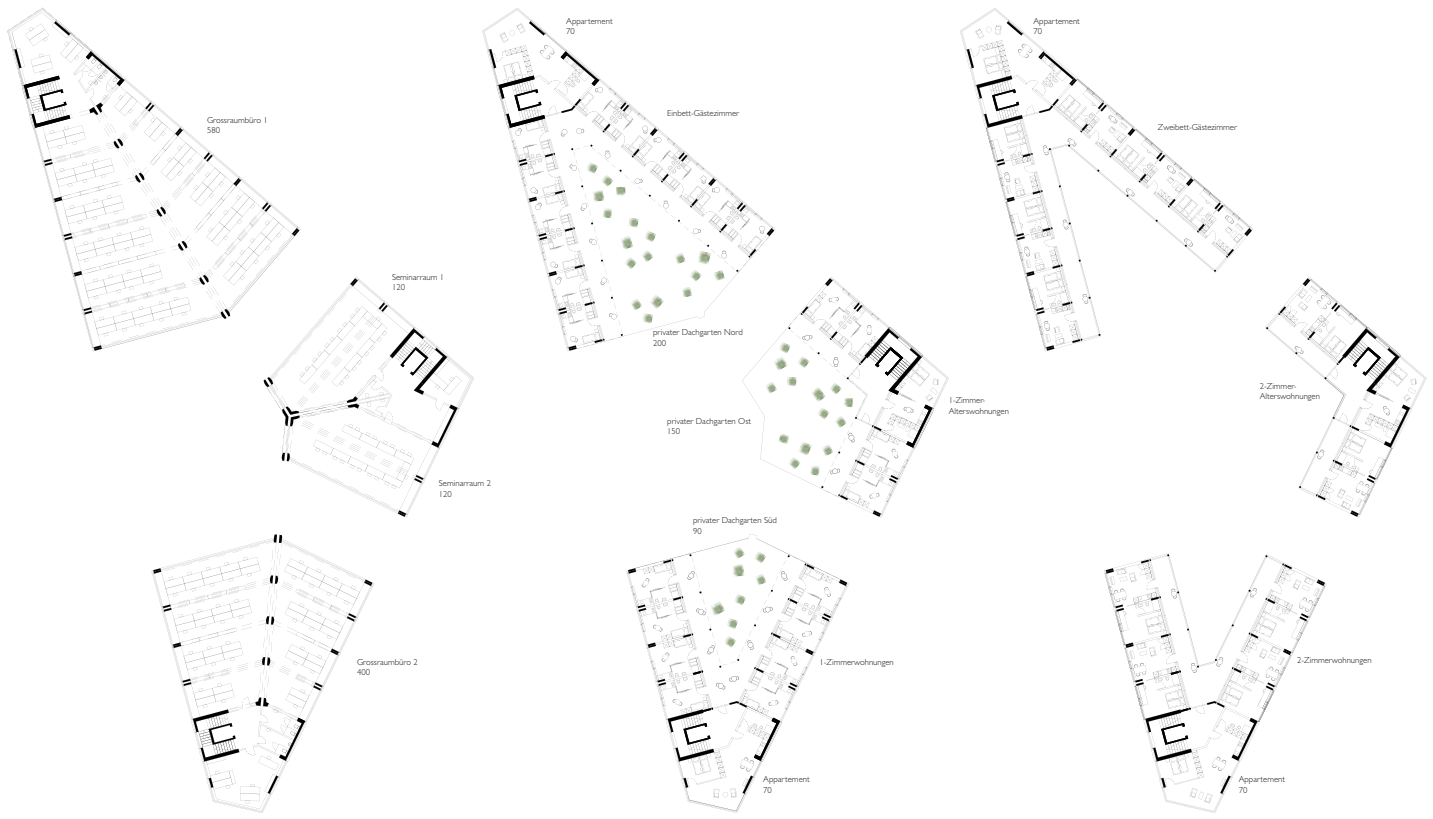 Appartement
70
Appartement
70
Grossraumbüro 1
580
Einbett-Gästezimmer
Zweibett-Gästezimmer
Seminarraum 1
120
privater Dachgarten Nord
200
2-Zimmer-
Alterswohnungen
1-Zimmer-
Alterswohnungen
privater Dachgarten Ost
150
Seminarraum 2
120
privater Dachgarten Süd
90
Grossraumbüro 2
400
1-Zimmerwohnungen
2-Zimmerwohnungen
Appartement
70
Appartement
70